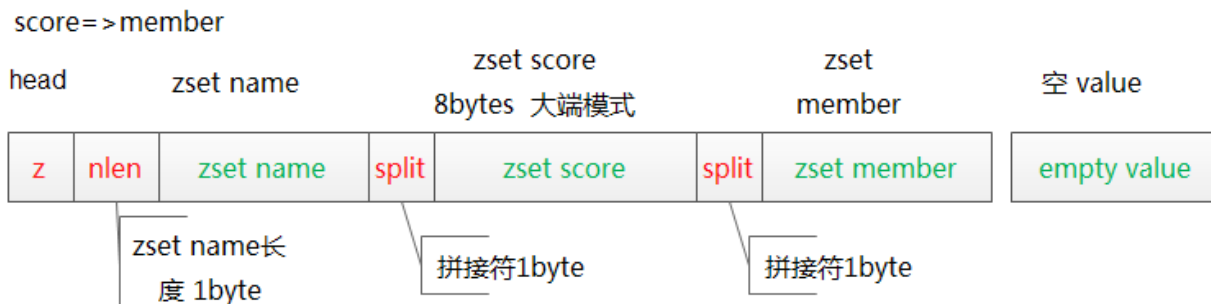 score=>member
head
zset name
zset score
8bytes 大端模式
zset
member
空 value
z
nlen
zset name
split
zset score
split
zset member
empty value
zset name长
度 1byte
拼接符1byte
拼接符1byte